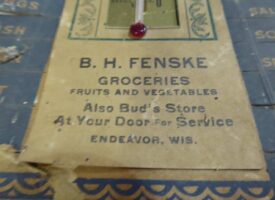 B. H. FENSKE
GROCERIES
FRUITS AND VEGETABLES
Also Bud's Store
At Your Door For Service
ENDEAVOR, WIS.